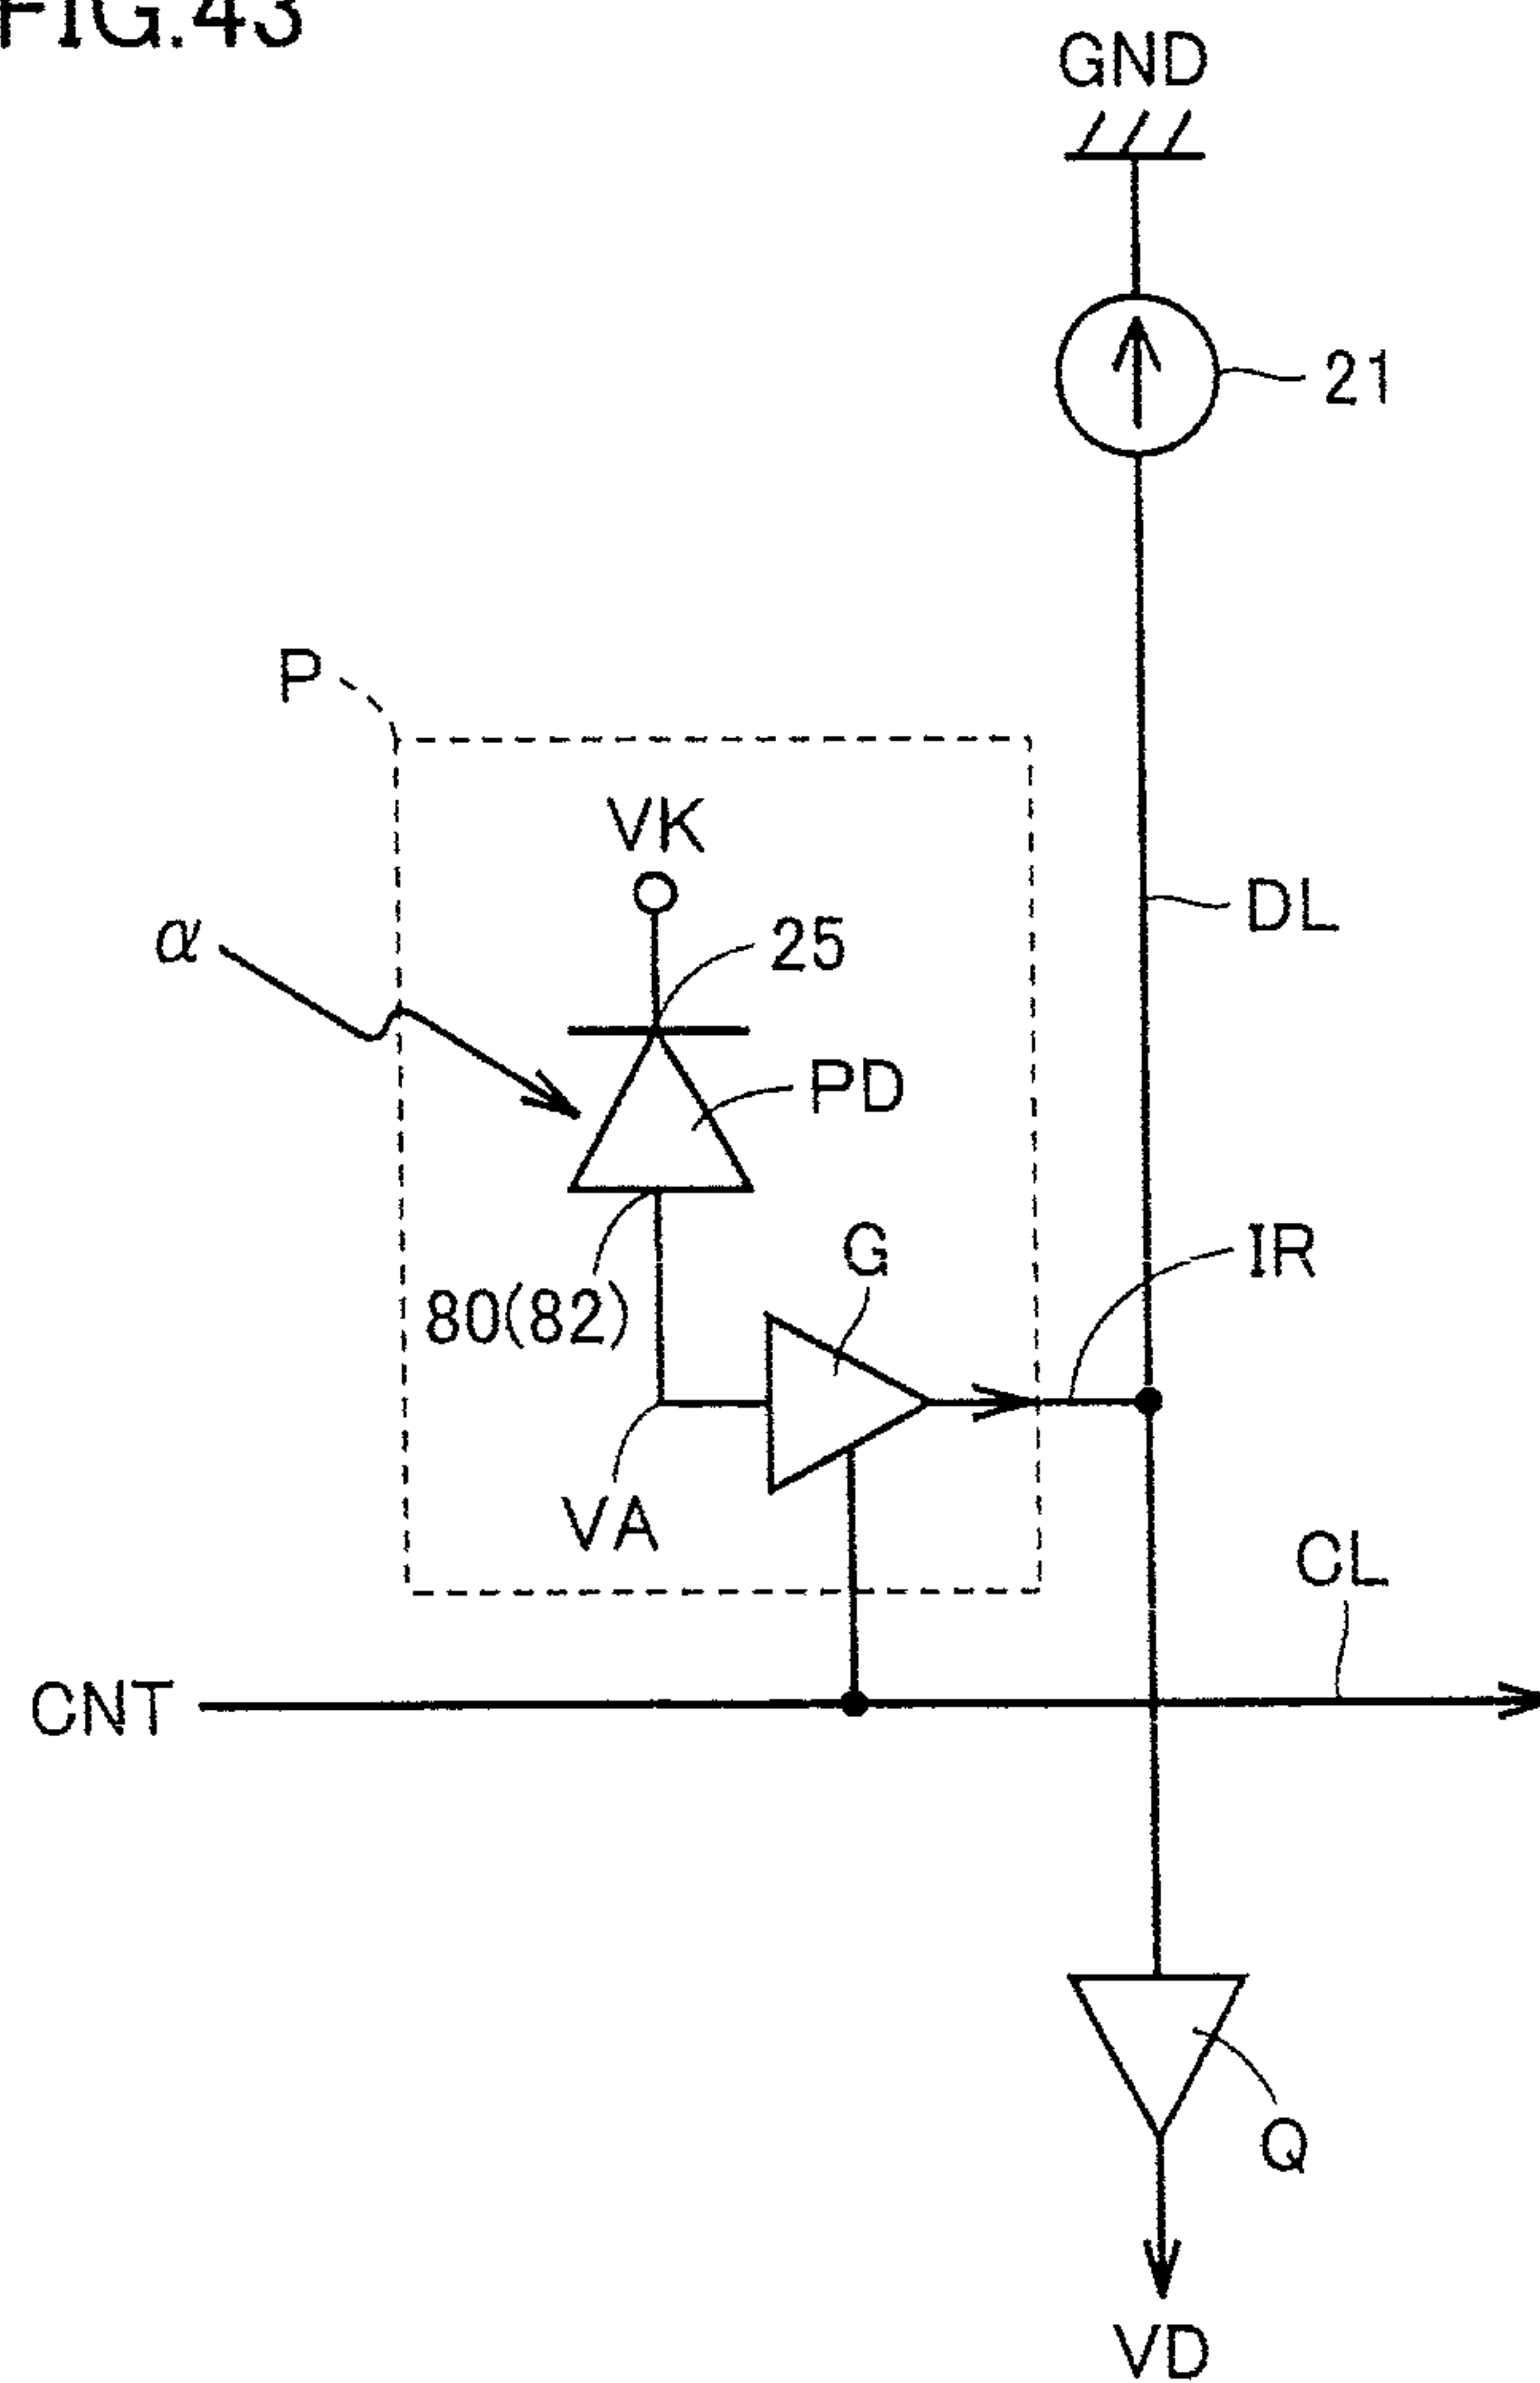 FIG.43
GND
21
P
VK
α
25
DL
PD
G
IR
80(82)
VA
CL
CNT
Q
VD